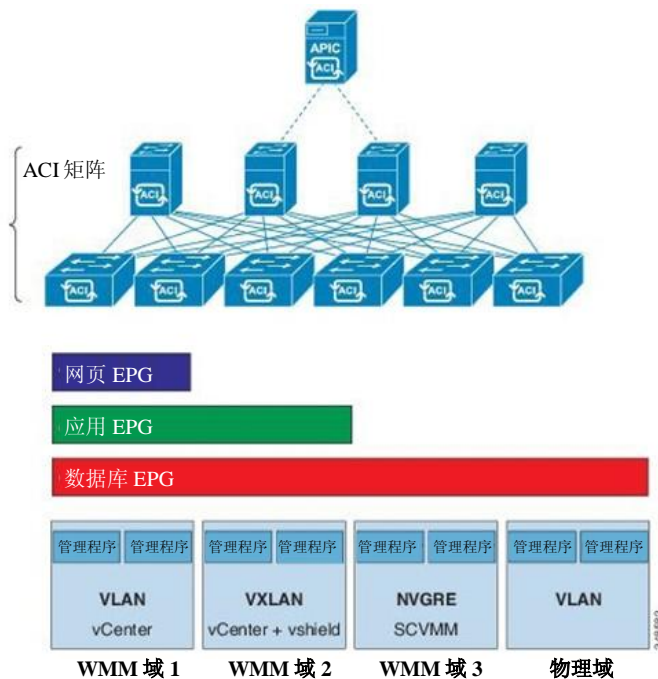 APIC
ACI
ACI 矩阵
ACI ACI ACI ACI
ACI ACI ACI ACI ACI ACI
网页 EPG
应用 EPG
数据库 EPG
管理程序 管理程序 管理程序 管理程序 管理程序 管理程序 管理程序 管理程序
VLAN VXLAN NVGRE VLAN
vCenter vCenter + vshield SCVMM
WMM 域 1 WMM 域 2 WMM 域 3 物理域